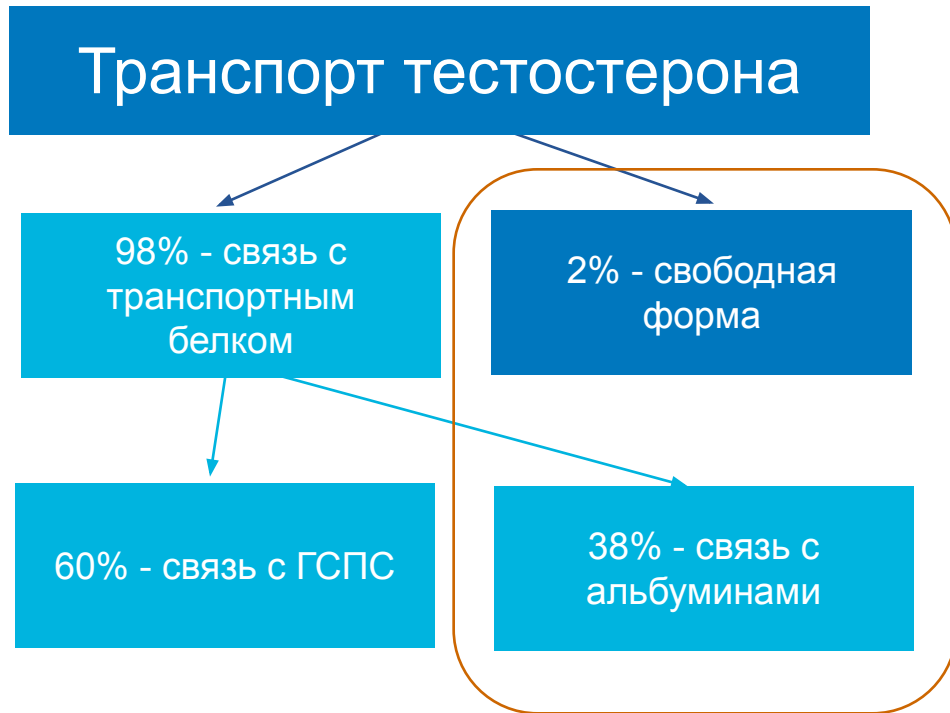 Транспорт тестостерона
98% - связь с
транспортным
белком
2% - свободная
форма
60% - связь с ГСПС
38% - связь с
альбуминами